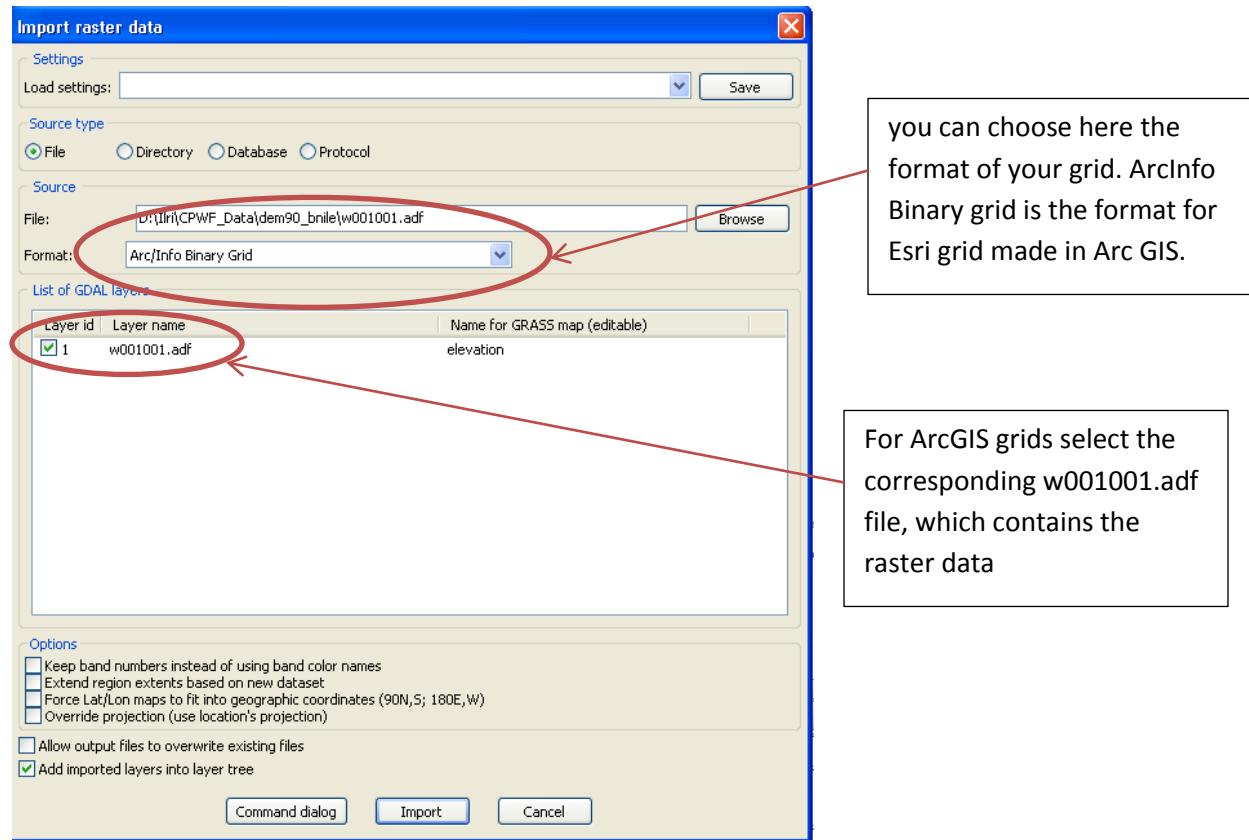 Import raster data
Settings
Load settings:
Save
Source type
File Directory Database Protocol
Source
File: D:\Ilri\CPWF_Data\dem90_bnile\w001001.adf Browse
Format: Arc/Info Binary Grid
List of GDAL layers
Layer id Layer name Name for GRASS map (editable)
1 w001001.adf elevation
Options
Keep band numbers instead of using band color names
Extend region extents based on new dataset
Force Lat/Lon maps to fit into geographic coordinates (90N,S; 180E,W)
Override projection (use location's projection)
Allow output files to overwrite existing files
Add imported layers into layer tree
Command dialog Import Cancel
you can choose here the
format of your grid. ArcInfo
Binary grid is the format for
Esri grid made in Arc GIS.
For ArcGIS grids select the
corresponding w001001.adf
file, which contains the
raster data